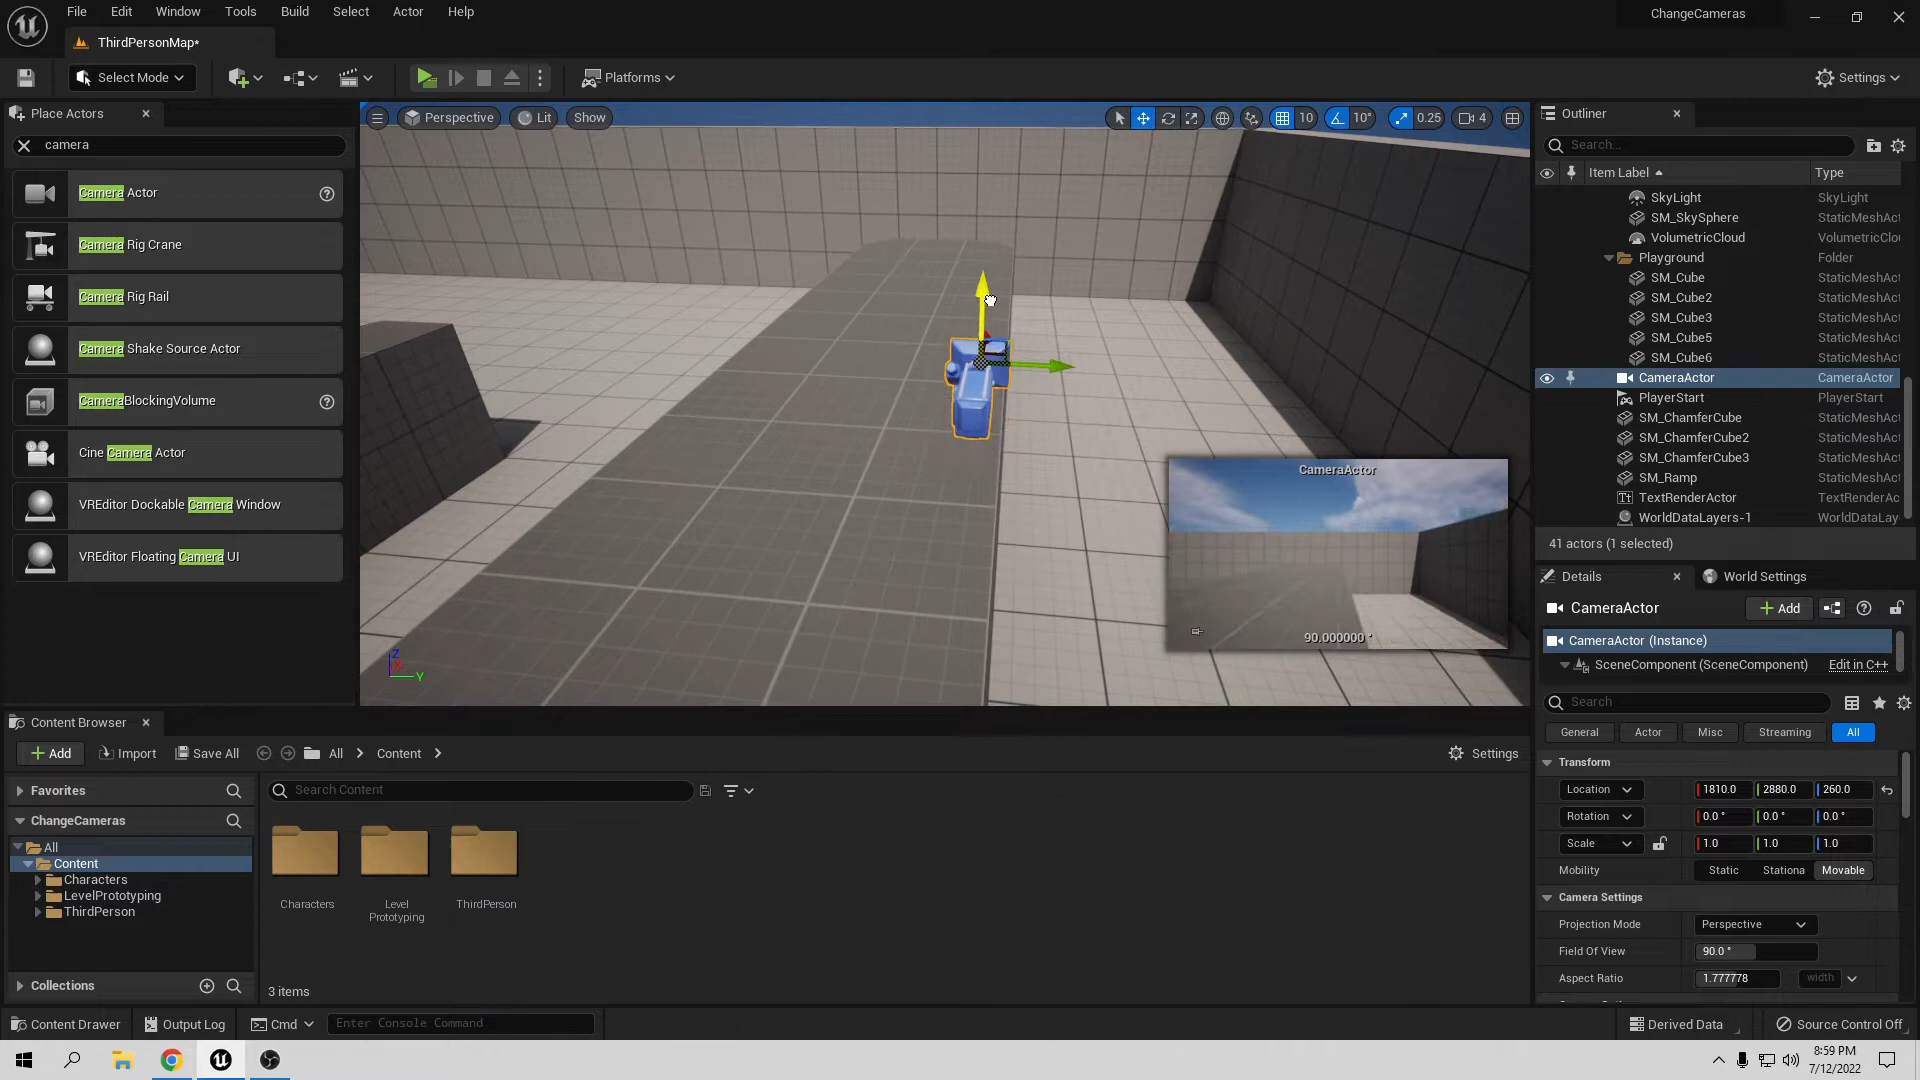 File Edit Window Tools Build Select Actor Help
ChangeCameras
ThirdPersonMap*
Select Mode
Platforms
Settings
Place Actors
camera
Camera Actor
Camera Rig Crane
Camera Rig Rail
Camera Shake Source Actor
CameraBlockingVolume
Cine Camera Actor
VREditor Dockable Camera Window
VREditor Floating Camera UI
Perspective Lit Show
10 10° 0.25 4
CameraActor
90.000000 °
Z
X
Y
Outliner
Search...
Item Label Type
SkyLight SkyLight
SM_SkySphere StaticMeshAct
VolumetricCloud VolumetricClou
Playground Folder
SM_Cube StaticMeshAct
SM_Cube2 StaticMeshAct
SM_Cube3 StaticMeshAct
SM_Cube5 StaticMeshAct
SM_Cube6 StaticMeshAct
CameraActor CameraActor
PlayerStart PlayerStart
SM_ChamferCube StaticMeshAct
SM_ChamferCube2 StaticMeshAct
SM_ChamferCube3 StaticMeshAct
SM_Ramp StaticMeshAct
TextRenderActor TextRenderAc
WorldDataLayers-1 WorldDataLay
41 actors (1 selected)
Details World Settings
CameraActor Add
CameraActor (Instance)
SceneComponent (SceneComponent) Edit in C++
Search
General Actor Misc Streaming All
Transform
Location 1810.0 2880.0 260.0
Rotation 0.0 ° 0.0 ° 0.0 °
Scale 1.0 1.0 1.0
Mobility Static Stationa Movable
Camera Settings
Projection Mode Perspective
Field Of View 90.0 °
Aspect Ratio 1.777778 width
Content Browser
Add Import Save All All Content Settings
Favorites
Search Content
ChangeCameras
All
Content
Characters
LevelPrototyping
ThirdPerson
Collections
Characters
Level
Prototyping
ThirdPerson
3 items
Content Drawer Output Log Cmd Enter Console Command Derived Data Source Control Off
8:59 PM
7/12/2022